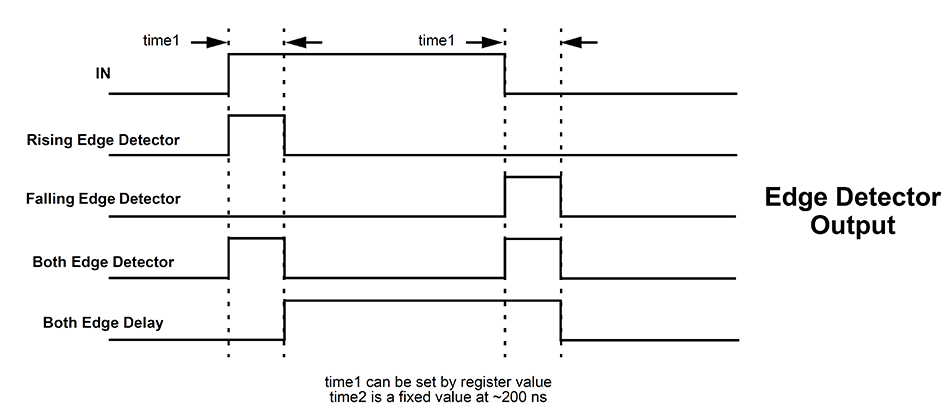 time1
time1
IN
Rising Edge Detector
Falling Edge Detector
Edge Detector
Output
Both Edge Detector
Both Edge Delay
time1 can be set by register value
time2 is a fixed value at ~200 ns